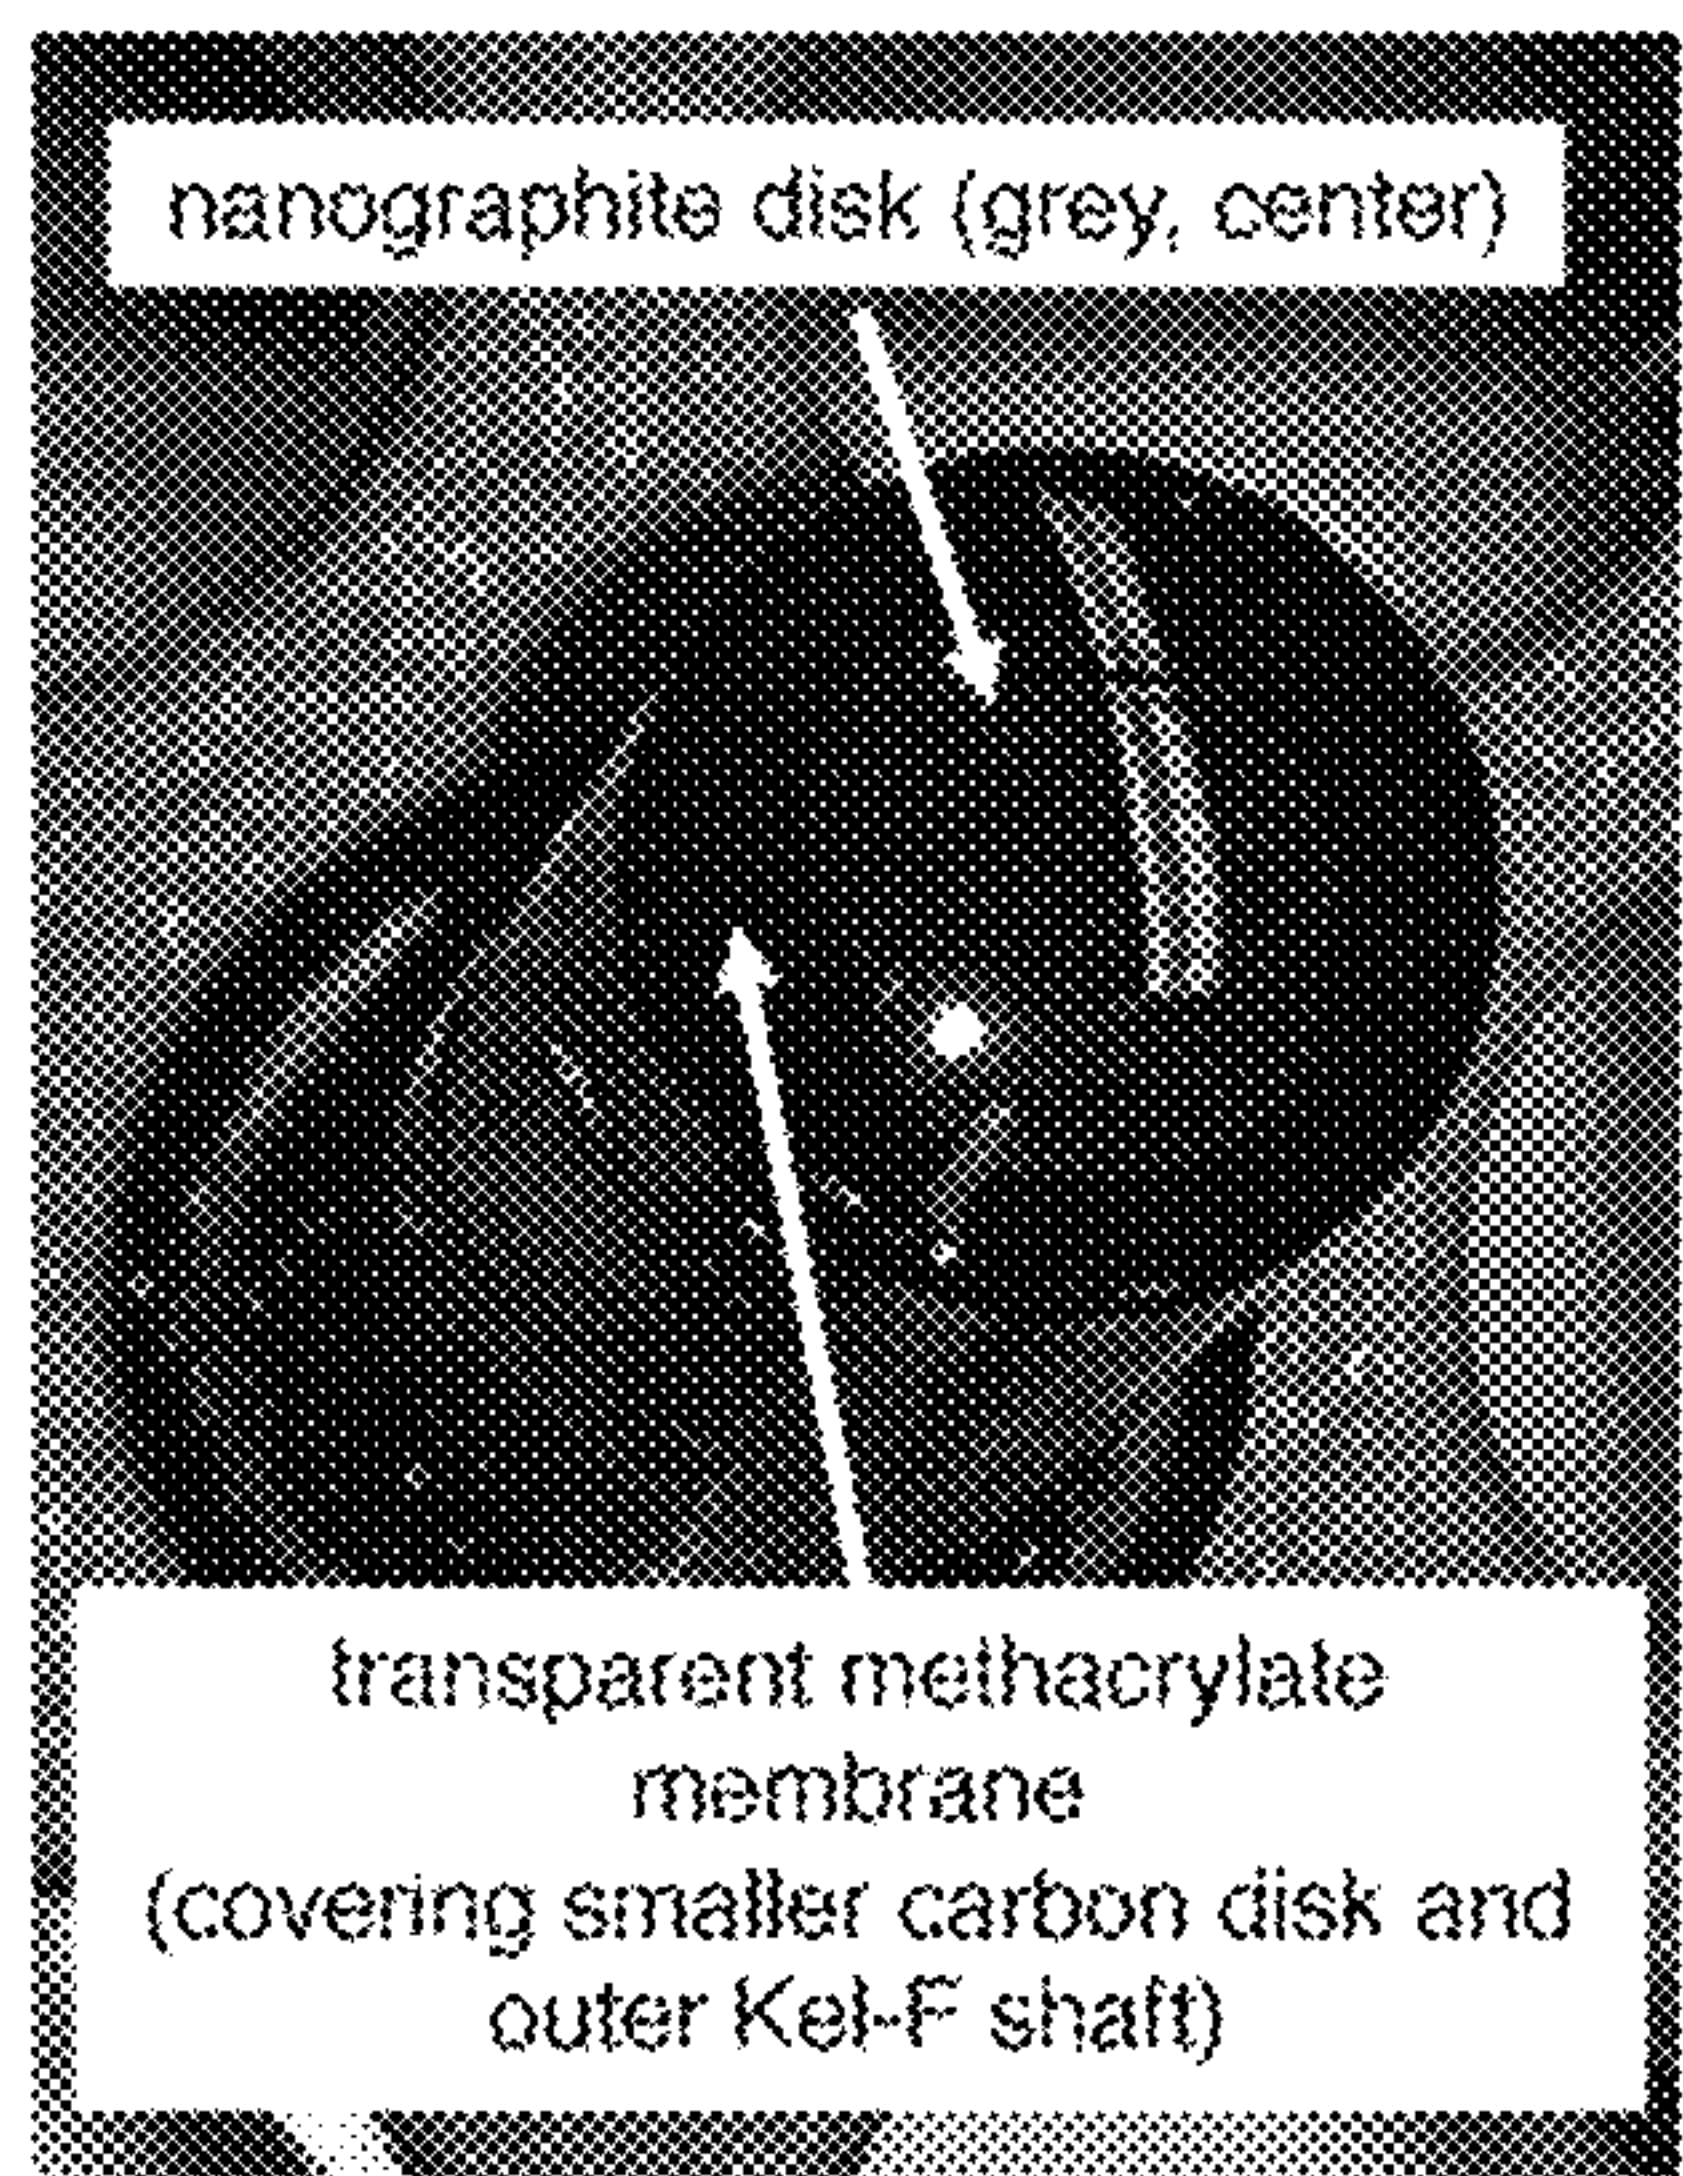 nanographite disk (grey, center)
transparent methacrylate
membrane
(covering smaller carbon disk and
outer Kel-F shaft)